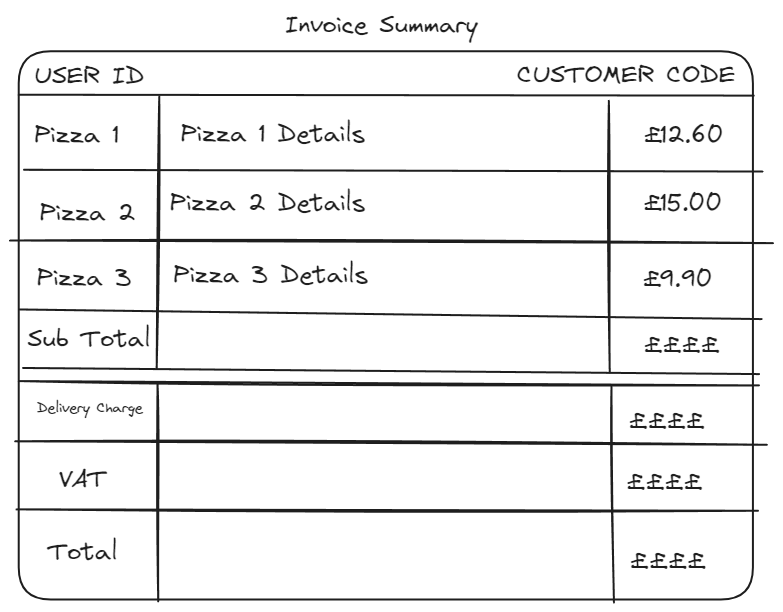 Invoice Summary
USER ID CUSTOMER CODE
Pizza 1 Pizza 1 Details £12.60
Pizza 2 Pizza 2 Details £15.00
Pizza 3 Pizza 3 Details £9.90
Sub Total ££££
Delivery Charge ££££
VAT ££££
Total ££££